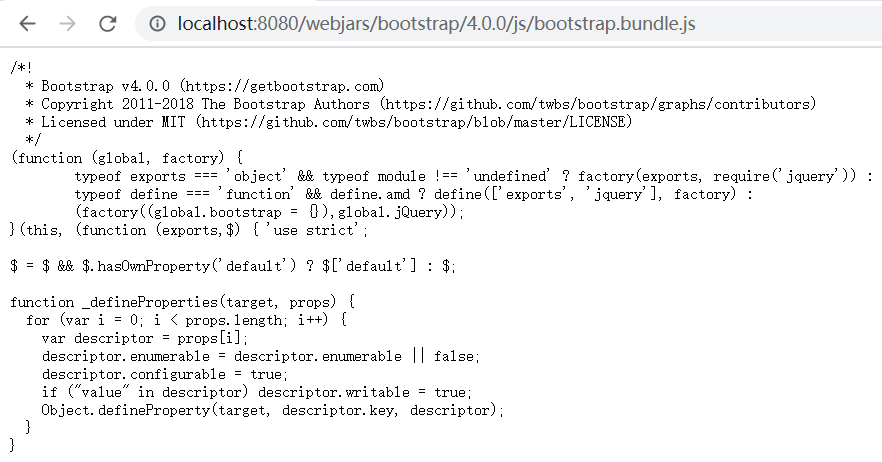 localhost:8080/webjars/bootstrap/4.0.0/js/bootstrap.bundle.js
/*!
  * Bootstrap v4.0.0 (https://getbootstrap.com)
  * Copyright 2011-2018 The Bootstrap Authors (https://github.com/twbs/bootstrap/graphs/contributors)
  * Licensed under MIT (https://github.com/twbs/bootstrap/blob/master/LICENSE)
  */
(function (global, factory) {
        typeof exports === 'object' && typeof module !== 'undefined' ? factory(exports, require('jquery')) :
        typeof define === 'function' && define.amd ? define(['exports', 'jquery'], factory) :
        (factory((global.bootstrap = {}),global.jQuery));
}(this, (function (exports,$) { 'use strict';

$ = $ && $.hasOwnProperty('default') ? $['default'] : $;

function _defineProperties(target, props) {
  for (var i = 0; i < props.length; i++) {
    var descriptor = props[i];
    descriptor.enumerable = descriptor.enumerable || false;
    descriptor.configurable = true;
    if ("value" in descriptor) descriptor.writable = true;
    Object.defineProperty(target, descriptor.key, descriptor);
  }
}